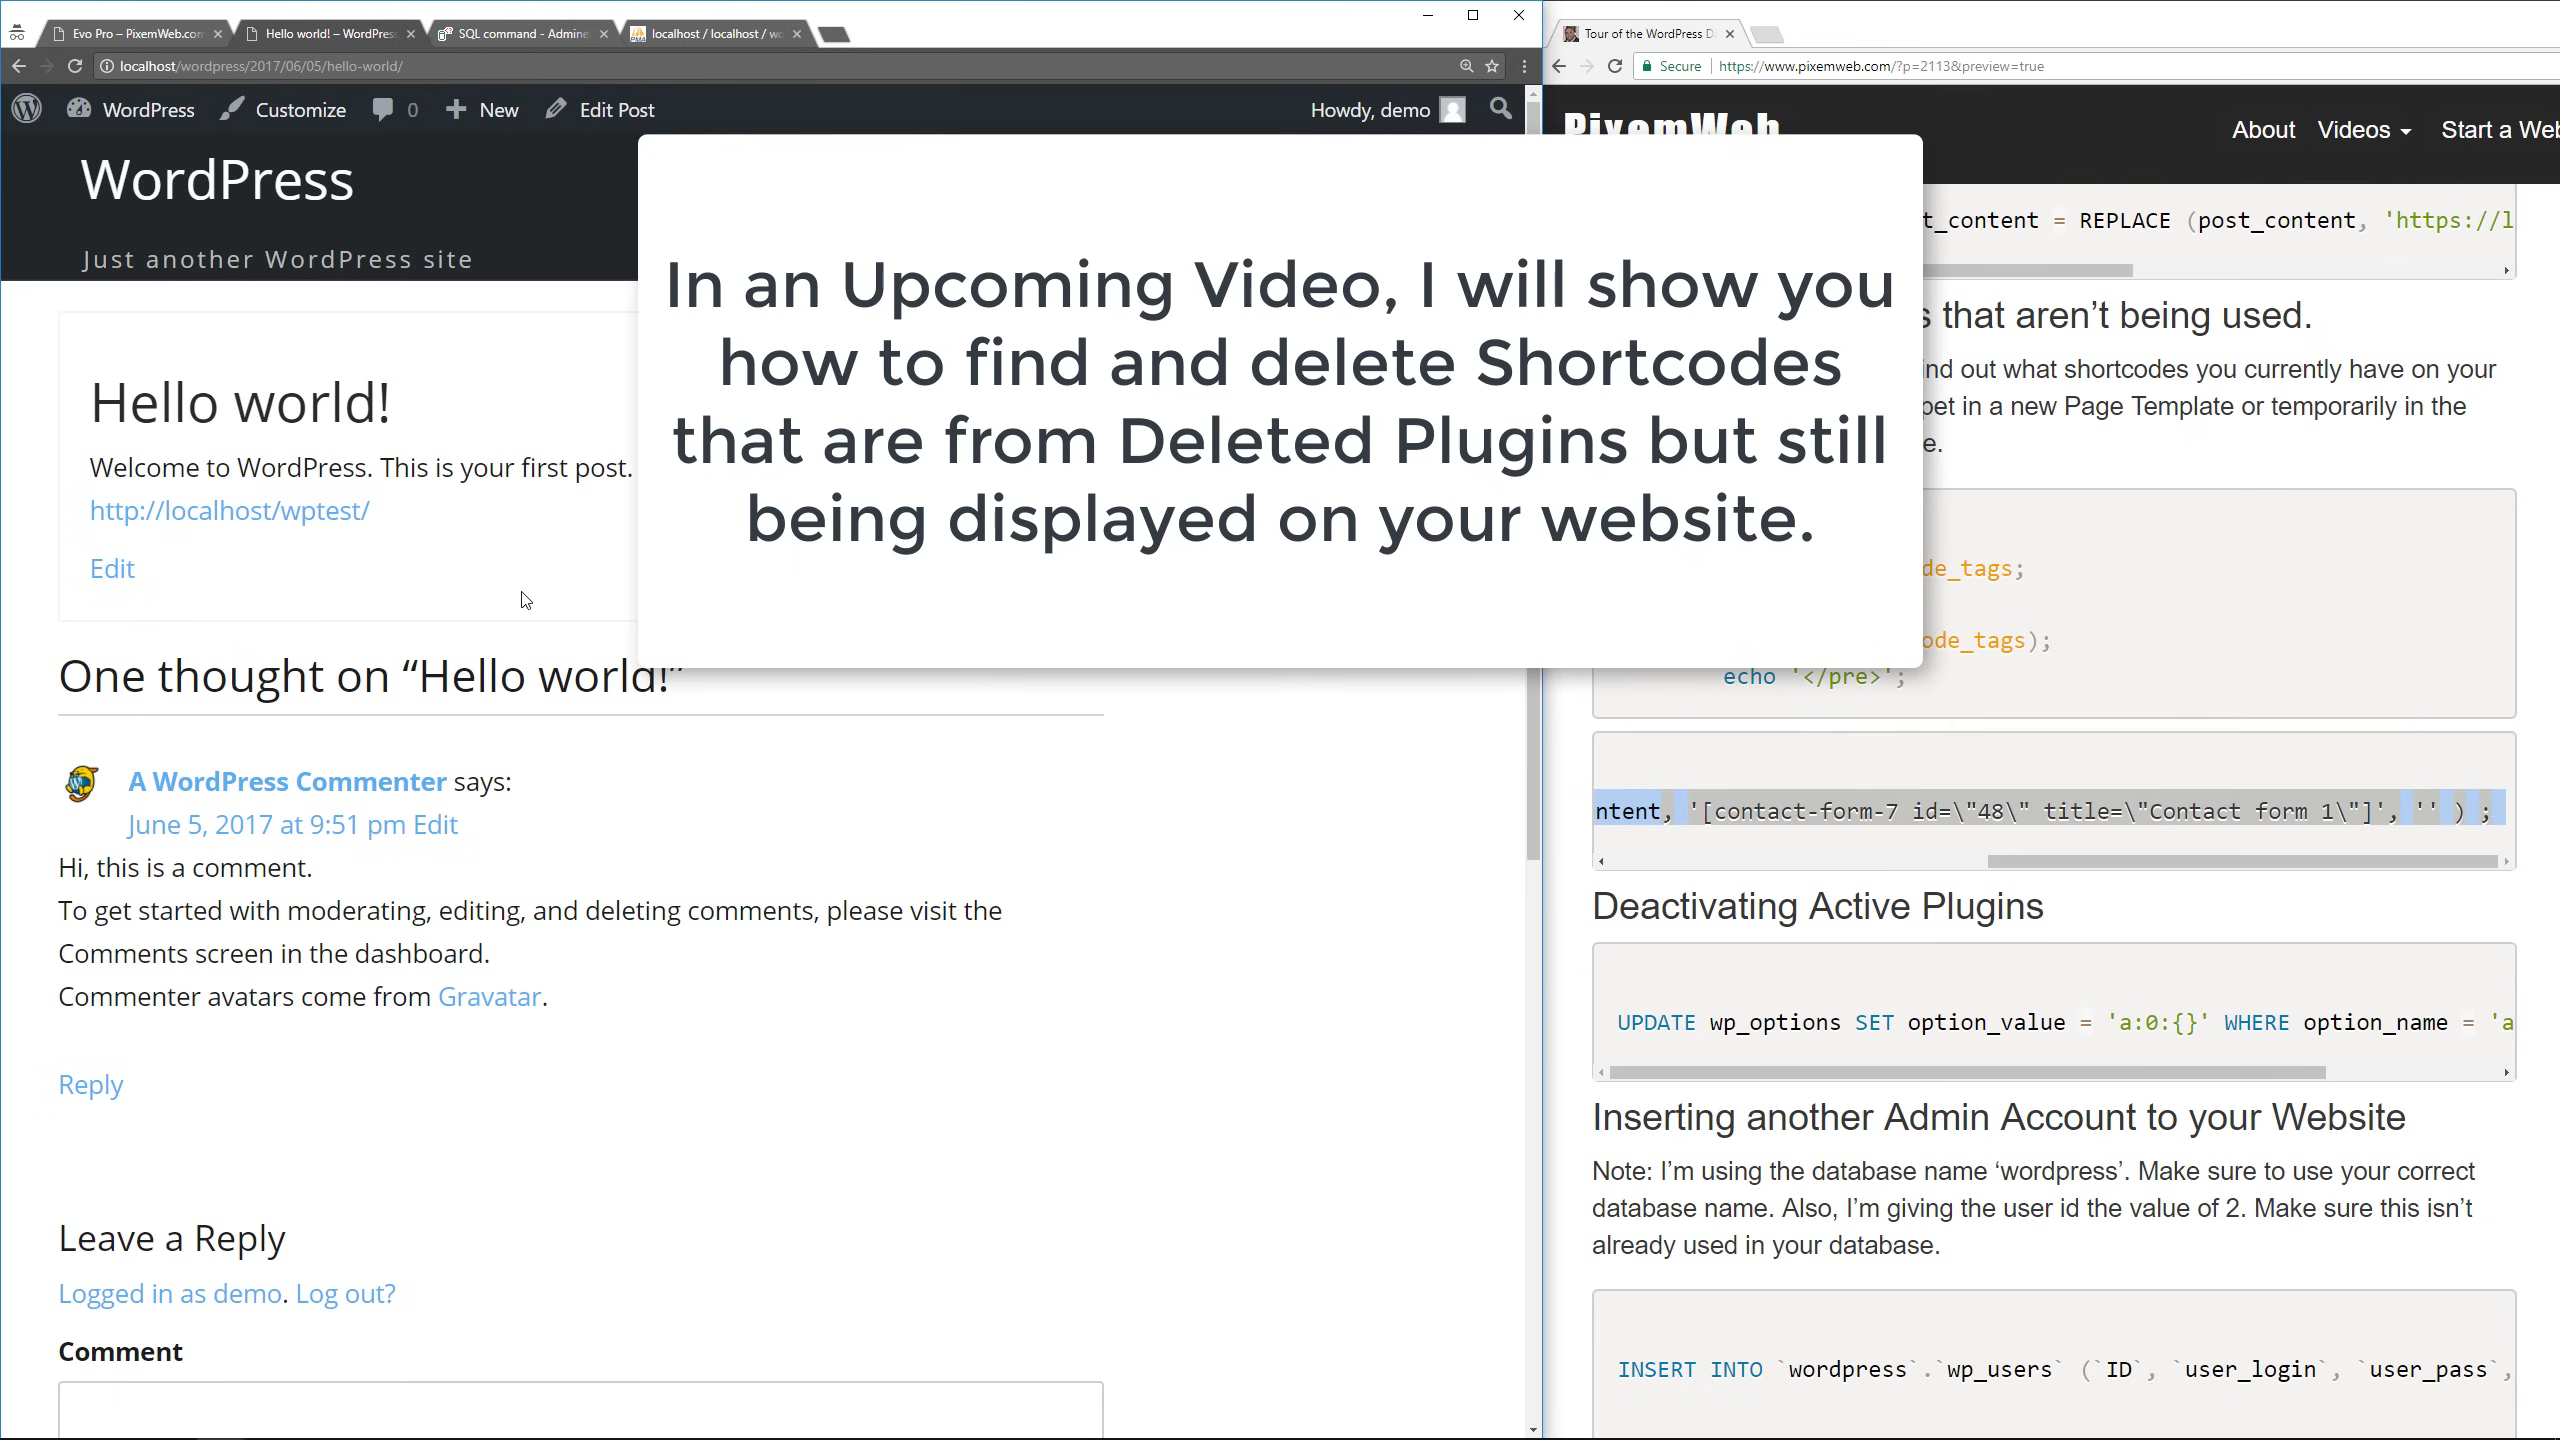 Evo Pro – PixemWeb.com
Hello world! – WordPress
SQL command - Admine
localhost / localhost / wo
localhost/wordpress/2017/06/05/hello-world/
WordPress
Customize
0
New
Edit Post
Howdy, demo
WordPress
Just another WordPress site
Hello world!
Welcome to WordPress. This is your first post.
http://localhost/wptest/
Edit
One thought on “Hello world!”
A WordPress Commenter says:
June 5, 2017 at 9:51 pm Edit
Hi, this is a comment.
To get started with moderating, editing, and deleting comments, please visit the
Comments screen in the dashboard.
Commenter avatars come from Gravatar.
Reply
Leave a Reply
Logged in as demo. Log out?
Comment
In an Upcoming Video, I will show you
how to find and delete Shortcodes
that are from Deleted Plugins but still
being displayed on your website.
Tour of the WordPress D
Secure
https://www.pixemweb.com/?p=2113&preview=true
PixemWeb
About
Videos
Start a Web
t_content = REPLACE (post_content, 'https://l
s that aren’t being used.
ind out what shortcodes you currently have on your
pet in a new Page Template or temporarily in the
e.
de_tags;
ode_tags);
echo '</pre>';
ntent, '[contact-form-7 id=\"48\" title=\"Contact form 1\"]', '' ) ;
Deactivating Active Plugins
UPDATE wp_options SET option_value = 'a:0:{}' WHERE option_name = 'a
Inserting another Admin Account to your Website
Note: I’m using the database name ‘wordpress’. Make sure to use your correct
database name. Also, I’m giving the user id the value of 2. Make sure this isn’t
already used in your database.
INSERT INTO `wordpress`.`wp_users` (`ID`, `user_login`, `user_pass`,